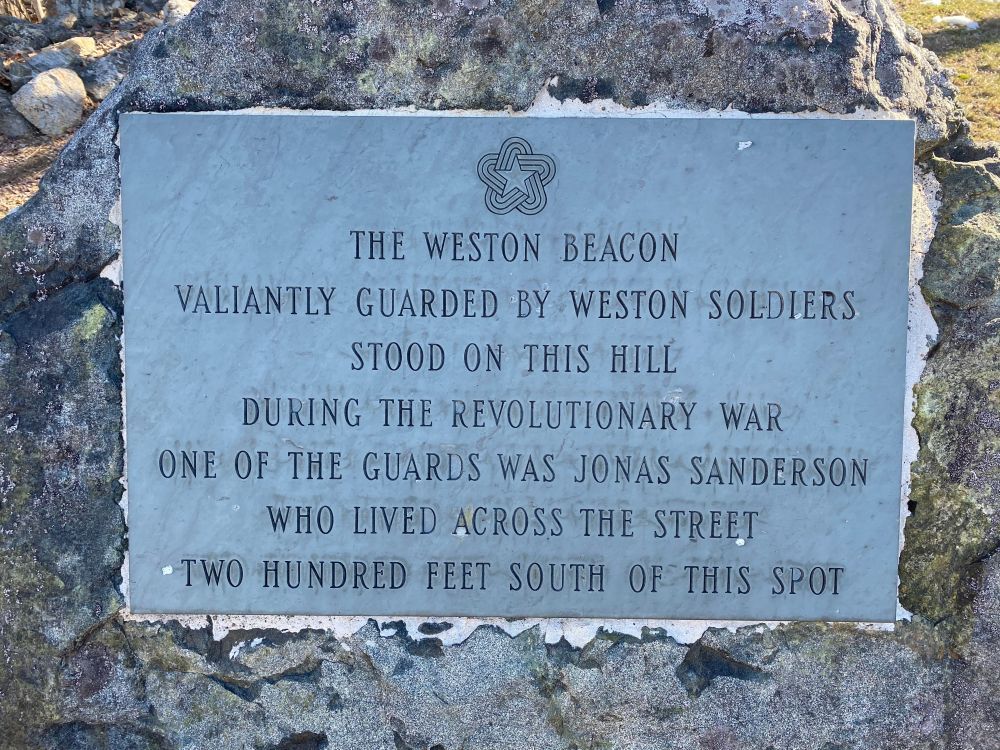 THE WESTON BEACON
VALIANTLY GUARDED BY WESTON SOLDIERS
STOOD ON THIS HILL
DURING THE REVOLUTIONARY WAR
ONE OF THE GUARDS WAS JONAS SANDERSON
WHO LIVED ACROSS THE STREET
TWO HUNDRED FEET SOUTH OF THIS SPOT